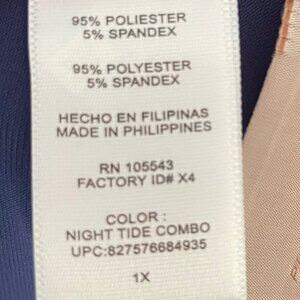 95% POLIESTER
5% SPANDEX
95% POLYESTER
5% SPANDEX
HECHO EN FILIPINAS
MADE IN PHILIPPINES
RN 105543
FACTORY ID# X4
COLOR :
NIGHT TIDE COMBO
UPC:827576684935
1X